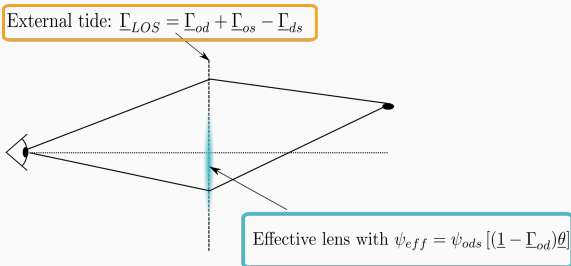 External tide: Γ_LOS = Γ_od + Γ_os − Γ_ds
Effective lens with ψ_eff = ψ_ods [(1 − Γ_od)θ]